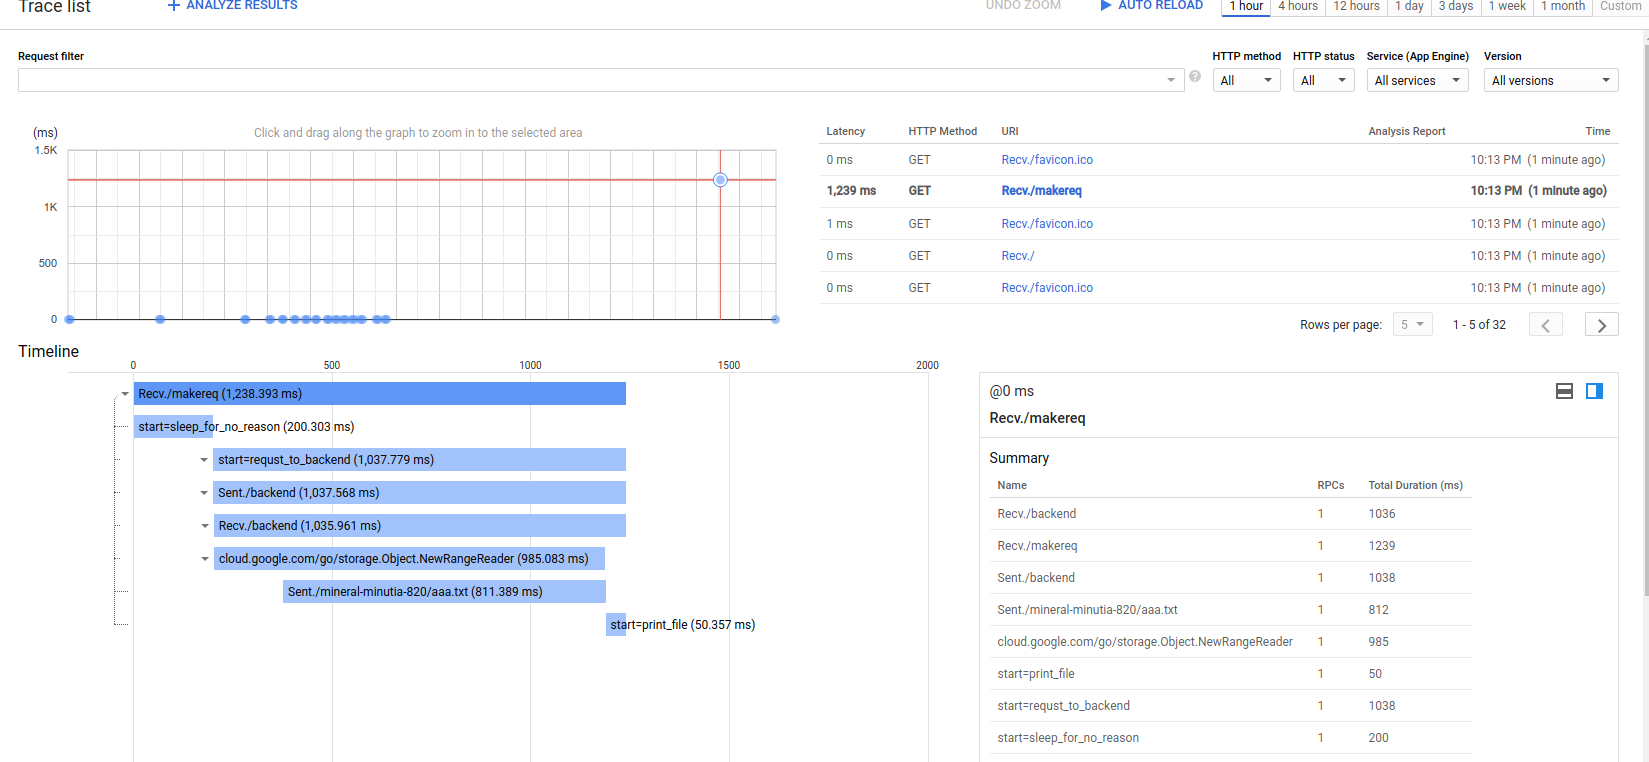 Trace list + ANALYZE RESULTS UNDO ZOOM AUTO RELOAD 1 hour 4 hours 12 hours 1 day 3 days 1 week 1 month Custom
Request filter HTTP method HTTP status Service (App Engine) Version
? All All All services All versions
(ms) Click and drag along the graph to zoom in to the selected area
1.5K
1K
500
0
Latency HTTP Method URI Analysis Report Time
0 ms GET Recv./favicon.ico 10:13 PM (1 minute ago)
1,239 ms GET Recv./makereq 10:13 PM (1 minute ago)
1 ms GET Recv./favicon.ico 10:13 PM (1 minute ago)
0 ms GET Recv./ 10:13 PM (1 minute ago)
0 ms GET Recv./favicon.ico 10:13 PM (1 minute ago)
Rows per page: 5 1 - 5 of 32
Timeline
0 500 1000 1500 2000
Recv./makereq (1,238.393 ms)
start=sleep_for_no_reason (200.303 ms)
start=requst_to_backend (1,037.779 ms)
Sent./backend (1,037.568 ms)
Recv./backend (1,035.961 ms)
cloud.google.com/go/storage.Object.NewRangeReader (985.083 ms)
Sent./mineral-minutia-820/aaa.txt (811.389 ms)
start=print_file (50.357 ms)
@0 ms
Recv./makereq
Summary
Name RPCs Total Duration (ms)
Recv./backend 1 1036
Recv./makereq 1 1239
Sent./backend 1 1038
Sent./mineral-minutia-820/aaa.txt 1 812
cloud.google.com/go/storage.Object.NewRangeReader 1 985
start=print_file 1 50
start=requst_to_backend 1 1038
start=sleep_for_no_reason 1 200